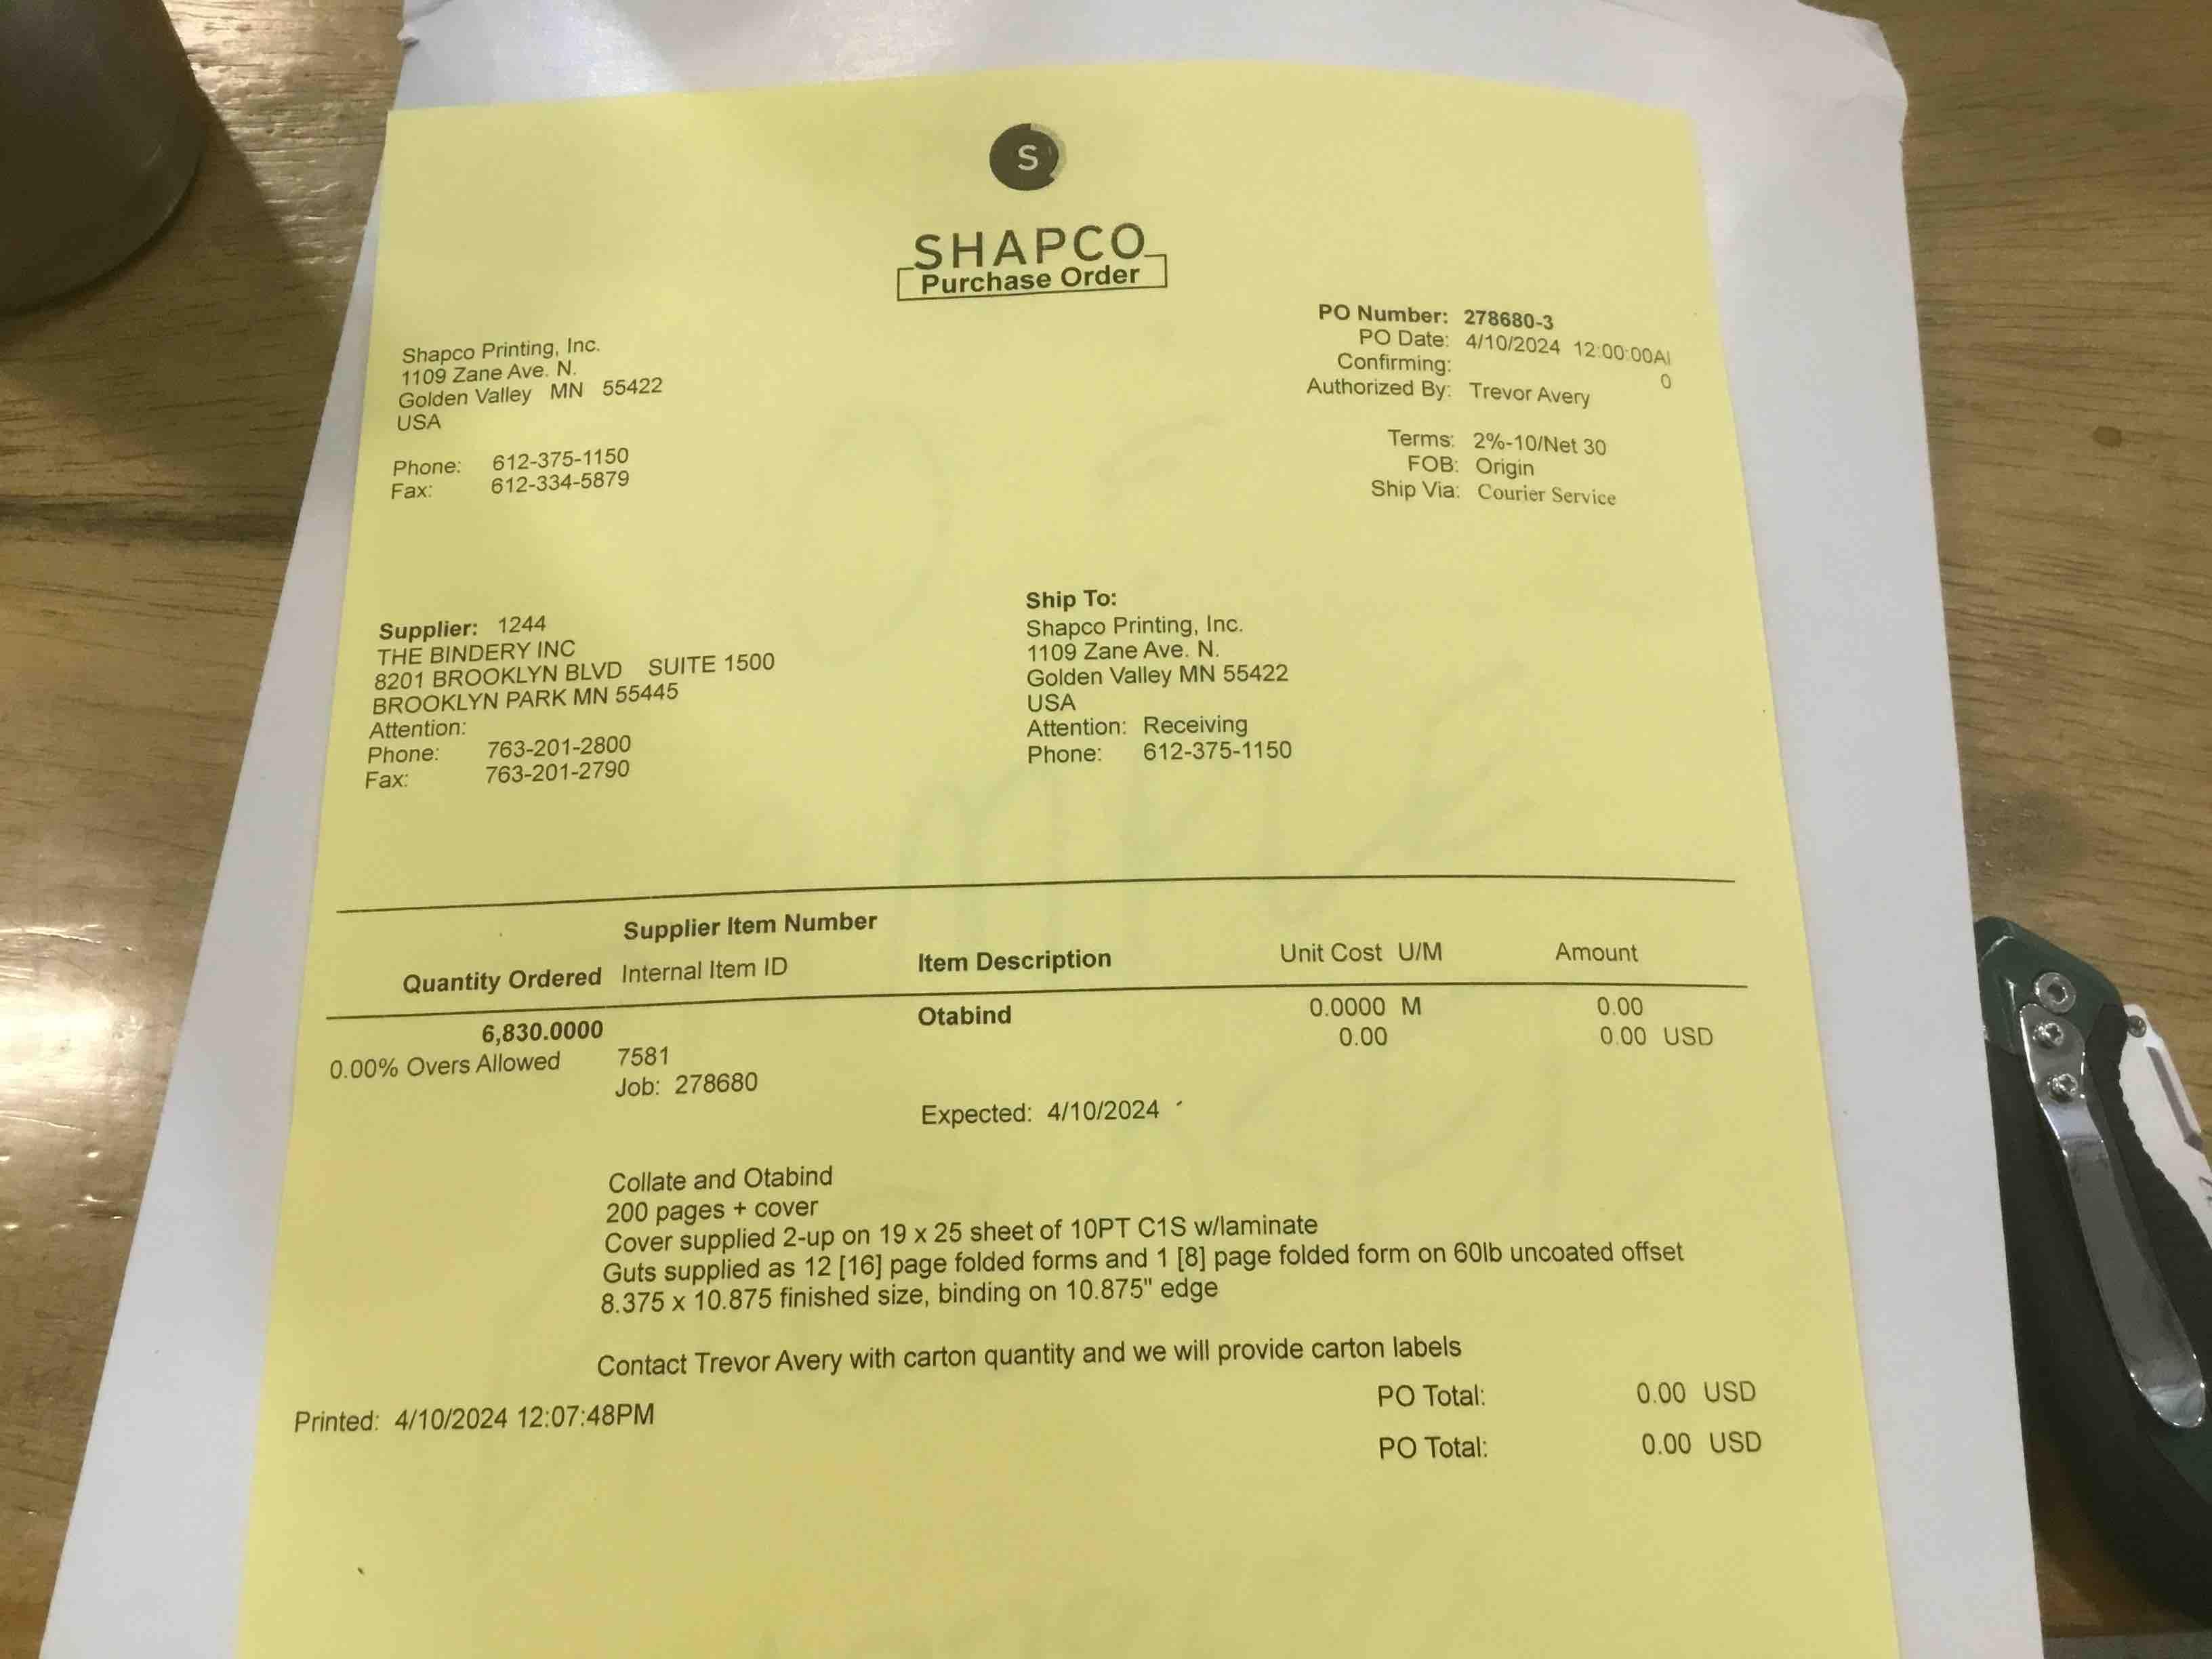 S
SHAPCO
Purchase Order
PO Number: 278680-3
PO Date: 4/10/2024 12:00:00AI
Confirming: 0
Authorized By: Trevor Avery
Terms: 2%-10/Net 30
FOB: Origin
Ship Via: Courier Service
Shapco Printing, Inc.
1109 Zane Ave. N.
Golden Valley MN 55422
USA
Phone: 612-375-1150
Fax: 612-334-5879
Supplier: 1244
THE BINDERY INC
8201 BROOKLYN BLVD SUITE 1500
BROOKLYN PARK MN 55445
Attention:
Phone: 763-201-2800
Fax: 763-201-2790
Ship To:
Shapco Printing, Inc.
1109 Zane Ave. N.
Golden Valley MN 55422
USA
Attention: Receiving
Phone: 612-375-1150
Supplier Item Number
Quantity Ordered Internal Item ID Item Description Unit Cost U/M Amount
6,830.0000 Otabind 0.0000 M 0.00
0.00% Overs Allowed 7581 0.00 0.00 USD
Job: 278680
Expected: 4/10/2024
Collate and Otabind
200 pages + cover
Cover supplied 2-up on 19 x 25 sheet of 10PT C1S w/laminate
Guts supplied as 12 [16] page folded forms and 1 [8] page folded form on 60lb uncoated offset
8.375 x 10.875 finished size, binding on 10.875" edge
Contact Trevor Avery with carton quantity and we will provide carton labels
Printed: 4/10/2024 12:07:48PM
PO Total: 0.00 USD
PO Total: 0.00 USD